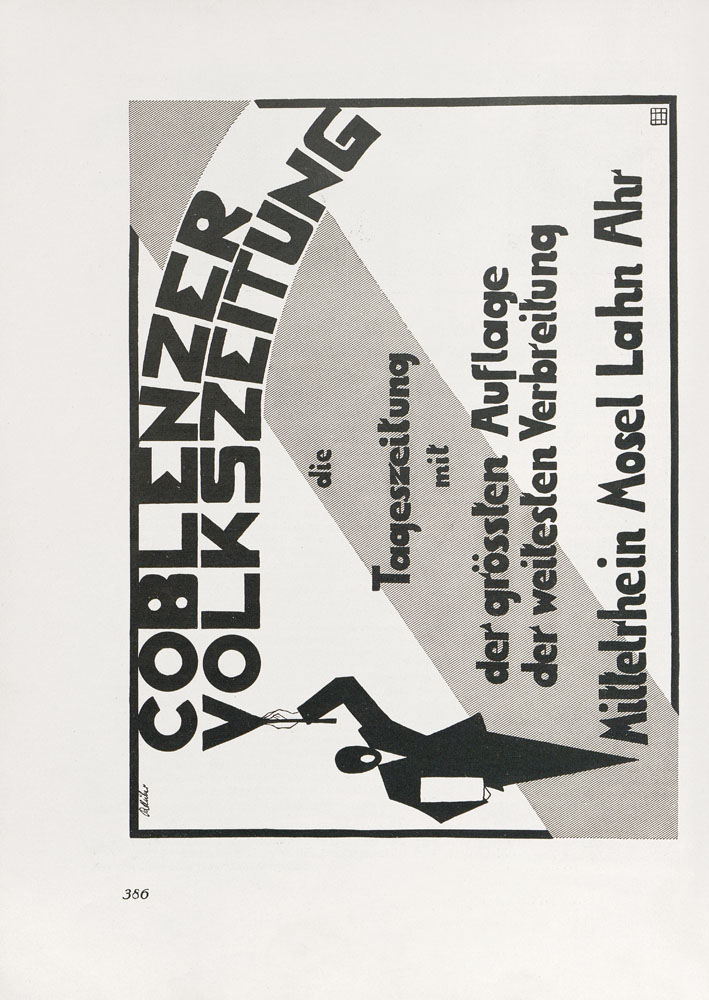 COBLENZER
VOLKSZEITUNG
die
Tageszeitung
mit
der grössten Auflage
der weitesten Verbreitung
Mittelrhein Mosel Lahn Ahr
386